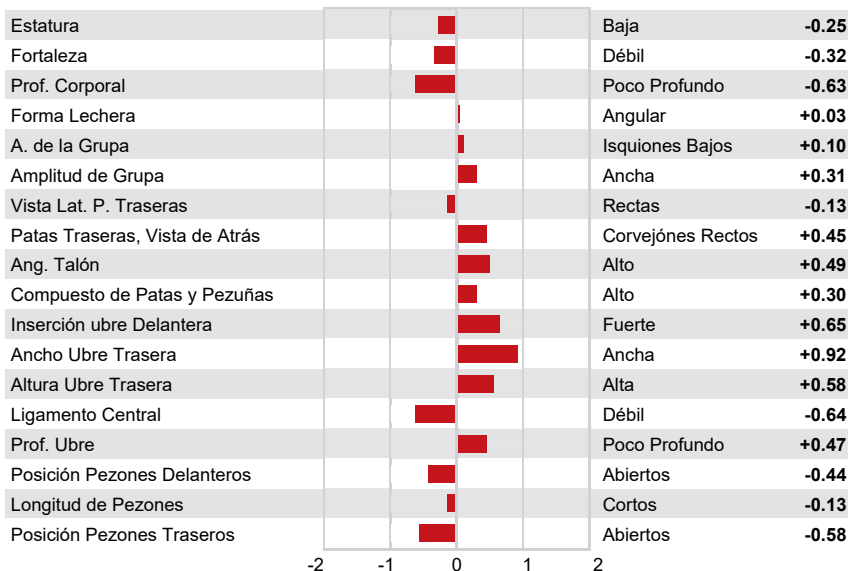 Estatura Baja -0.25
Fortaleza Débil -0.32
Prof. Corporal Poco Profundo -0.63
Forma Lechera Angular +0.03
A. de la Grupa Isquiones Bajos +0.10
Amplitud de Grupa Ancha +0.31
Vista Lat. P. Traseras Rectas -0.13
Patas Traseras, Vista de Atrás Corvejónes Rectos +0.45
Ang. Talón Alto +0.49
Compuesto de Patas y Pezuñas Alto +0.30
Inserción ubre Delantera Fuerte +0.65
Ancho Ubre Trasera Ancha +0.92
Altura Ubre Trasera Alta +0.58
Ligamento Central Débil -0.64
Prof. Ubre Poco Profundo +0.47
Posición Pezones Delanteros Abiertos -0.44
Longitud de Pezones Cortos -0.13
Posición Pezones Traseros Abiertos -0.58
-2 -1 0 1 2